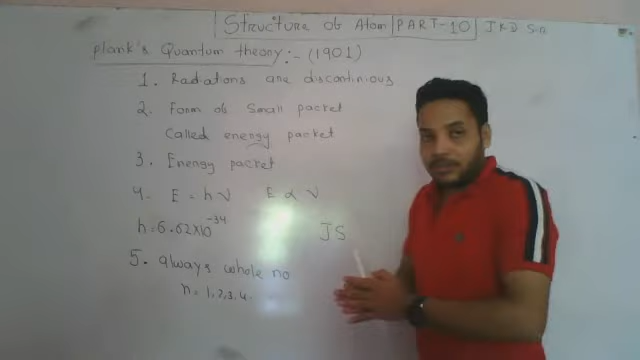 Structure of Atom PART-10 JRD Sir
Plank's Quantum theory:- (1901)
1. Radations are discontinious
2. Form of small packet
Called energy packet
3. Energy packet
4. E = hν E ∝ ν
h=6.62×10⁻³⁴ JS
5. always whole no
n = 1,2,3,4.